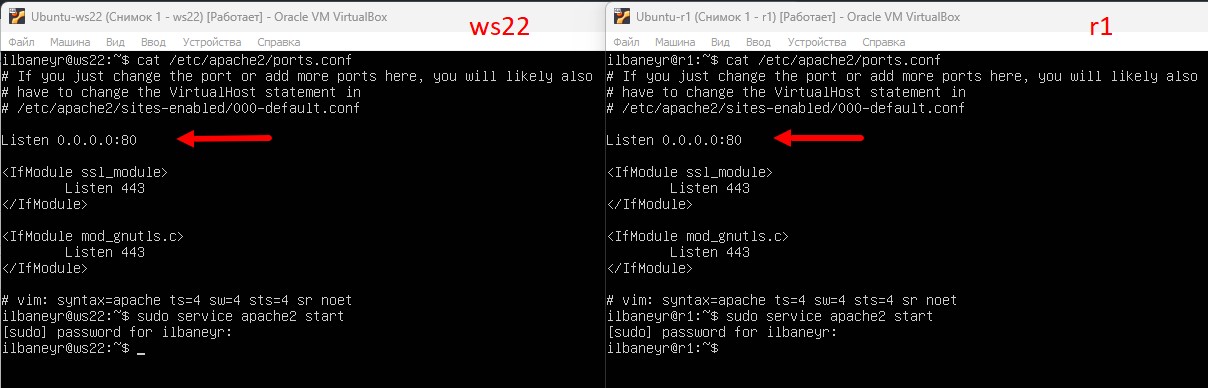 Ubuntu-ws22 (Снимок 1 - ws22) [Работает] - Oracle VM VirtualBox
ws22
Файл Машина Вид Ввод Устройства Справка
ilbaneyr@ws22:~$ cat /etc/apache2/ports.conf
# If you just change the port or add more ports here, you will likely also
# have to change the VirtualHost statement in
# /etc/apache2/sites-enabled/000-default.conf
Listen 0.0.0.0:80
<IfModule ssl_module>
Listen 443
</IfModule>
<IfModule mod_gnutls.c>
Listen 443
</IfModule>
# vim: syntax=apache ts=4 sw=4 sts=4 sr noet
ilbaneyr@ws22:~$ sudo service apache2 start
[sudo] password for ilbaneyr:
ilbaneyr@ws22:~$ _
Ubuntu-r1 (Снимок 1 - r1) [Работает] - Oracle VM VirtualBox
r1
Файл Машина Вид Ввод Устройства Справка
ilbaneyr@r1:~$ cat /etc/apache2/ports.conf
# If you just change the port or add more ports here, you will likely also
# have to change the VirtualHost statement in
# /etc/apache2/sites-enabled/000-default.conf
Listen 0.0.0.0:80
<IfModule ssl_module>
Listen 443
</IfModule>
<IfModule mod_gnutls.c>
Listen 443
</IfModule>
# vim: syntax=apache ts=4 sw=4 sts=4 sr noet
ilbaneyr@r1:~$ sudo service apache2 start
[sudo] password for ilbaneyr:
ilbaneyr@r1:~$